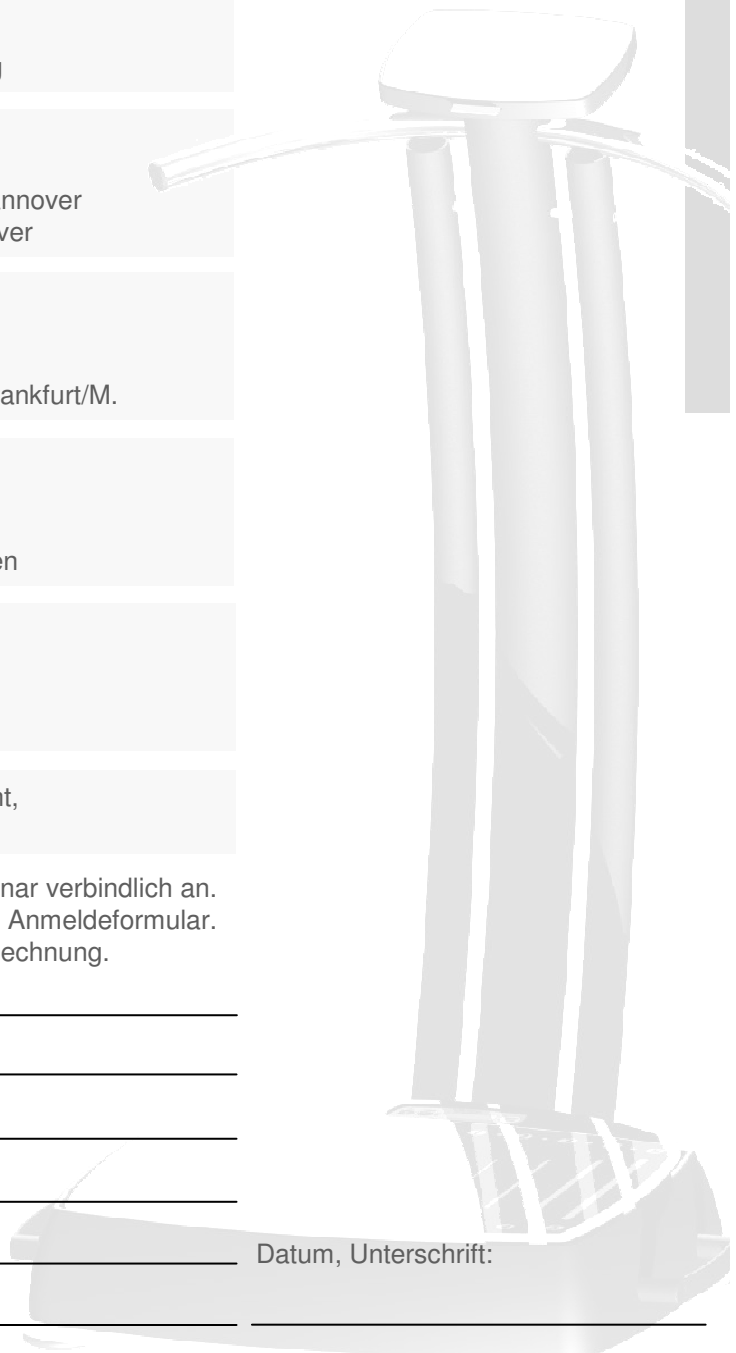 g
nnover
ver
ankfurt/M.
en
nt,
nar verbindlich an.
Anmeldeformular.
echnung.
Datum, Unterschrift: